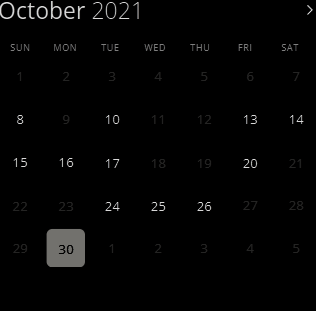 October 2021
SUN MON TUE WED THU FRI SAT
1 2 3 4 5 6 7
8 9 10 11 12 13 14
15 16 17 18 19 20 21
22 23 24 25 26 27 28
29 30 1 2 3 4 5